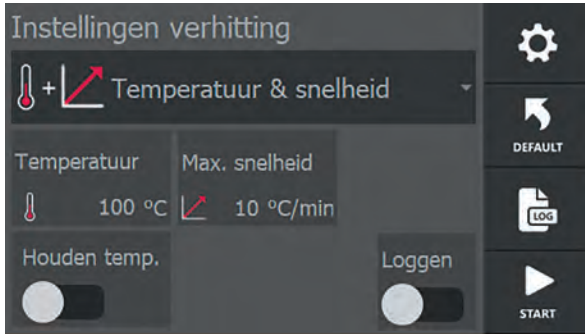 Instellingen verhitting
+ Temperatuur & snelheid
Temperatuur
100 °C
Max. snelheid
10 °C/min
Houden temp.
Loggen
DEFAULT
LOG
START